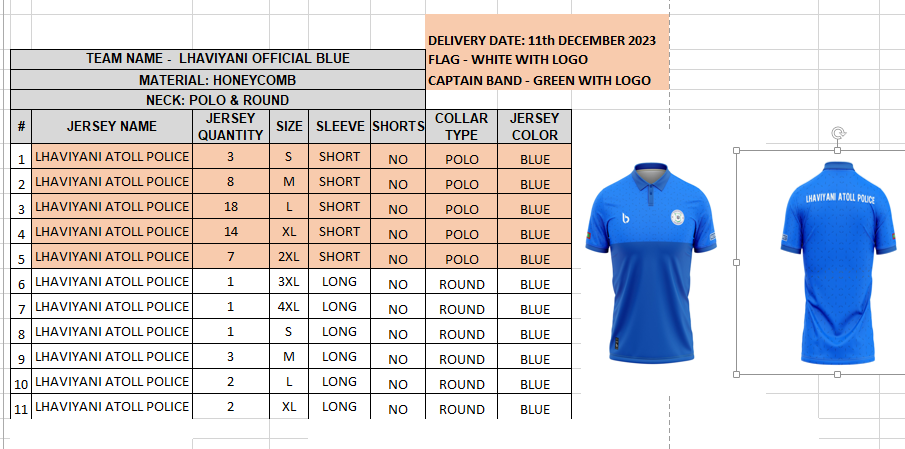 DELIVERY DATE: 11th DECEMBER 2023
FLAG - WHITE WITH LOGO
CAPTAIN BAND - GREEN WITH LOGO
TEAM NAME - LHAVIYANI OFFICIAL BLUE
MATERIAL: HONEYCOMB
NECK: POLO & ROUND
# JERSEY NAME JERSEY QUANTITY SIZE SLEEVE SHORTS COLLAR TYPE JERSEY COLOR
1 LHAVIYANI ATOLL POLICE 3 S SHORT NO POLO BLUE
2 LHAVIYANI ATOLL POLICE 8 M SHORT NO POLO BLUE
3 LHAVIYANI ATOLL POLICE 18 L SHORT NO POLO BLUE
4 LHAVIYANI ATOLL POLICE 14 XL SHORT NO POLO BLUE
5 LHAVIYANI ATOLL POLICE 7 2XL SHORT NO POLO BLUE
6 LHAVIYANI ATOLL POLICE 1 3XL LONG NO ROUND BLUE
7 LHAVIYANI ATOLL POLICE 1 4XL LONG NO ROUND BLUE
8 LHAVIYANI ATOLL POLICE 1 S LONG NO ROUND BLUE
9 LHAVIYANI ATOLL POLICE 3 M LONG NO ROUND BLUE
10 LHAVIYANI ATOLL POLICE 2 L LONG NO ROUND BLUE
11 LHAVIYANI ATOLL POLICE 2 XL LONG NO ROUND BLUE
b
LHAVIYANI ATOLL POLICE